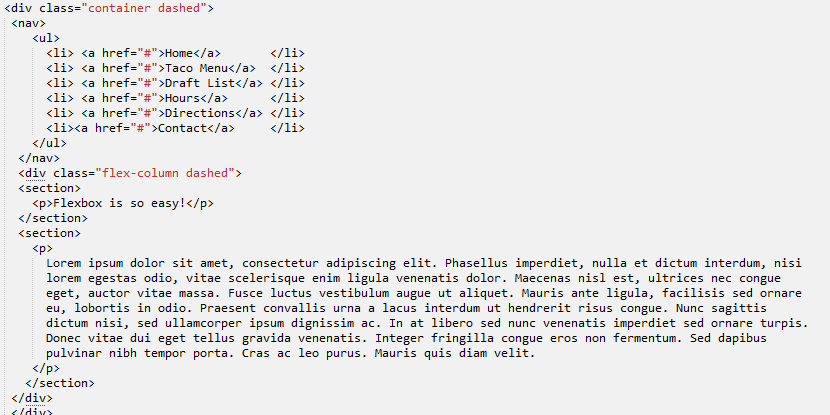 <div class="container dashed">
<nav>
<ul>
<li> <a href="#">Home</a>       </li>
<li> <a href="#">Taco Menu</a>  </li>
<li> <a href="#">Draft List</a> </li>
<li> <a href="#">Hours</a>      </li>
<li> <a href="#">Directions</a> </li>
<li><a href="#">Contact</a>     </li>
</ul>
</nav>
<div class="flex-column dashed">
<section>
<p>Flexbox is so easy!</p>
</section>
<section>
<p>
Lorem ipsum dolor sit amet, consectetur adipiscing elit. Phasellus imperdiet, nulla et dictum interdum, nisi
lorem egestas odio, vitae scelerisque enim ligula venenatis dolor. Maecenas nisl est, ultrices nec congue
eget, auctor vitae massa. Fusce luctus vestibulum augue ut aliquet. Mauris ante ligula, facilisis sed ornare
eu, lobortis in odio. Praesent convallis urna a lacus interdum ut hendrerit risus congue. Nunc sagittis
dictum nisi, sed ullamcorper ipsum dignissim ac. In at libero sed nunc venenatis imperdiet sed ornare turpis.
Donec vitae dui eget tellus gravida venenatis. Integer fringilla congue eros non fermentum. Sed dapibus
pulvinar nibh tempor porta. Cras ac leo purus. Mauris quis diam velit.
</p>
</section>
</div>
</div>